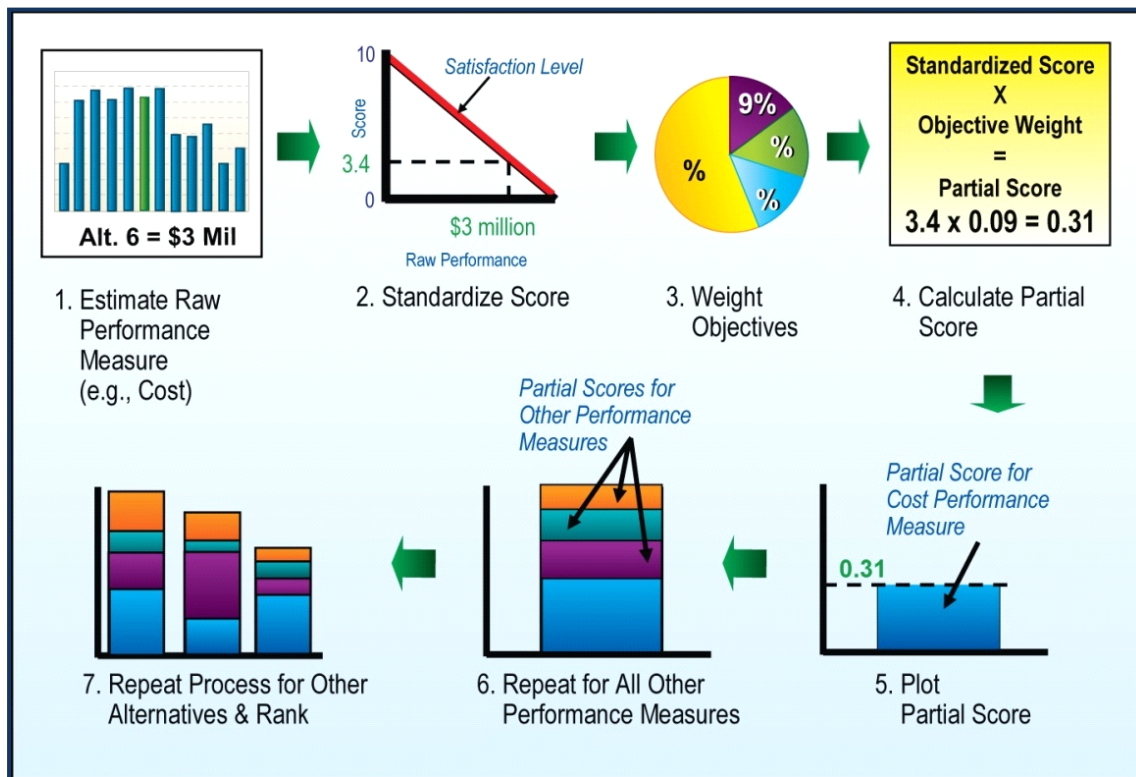 Alt. 6 = $3 Mil
1. Estimate Raw
Performance
Measure
(e.g., Cost)
10
Satisfaction Level
Score
3.4
0
$3 million
Raw Performance
2. Standardize Score
9%
%
%
%
3. Weight
Objectives
Standardized Score
X
Objective Weight
=
Partial Score
3.4 x 0.09 = 0.31
4. Calculate Partial
Score
Partial Score for
Cost Performance
Measure
0.31
5. Plot
Partial Score
Partial Scores for
Other Performance
Measures
6. Repeat for All Other
Performance Measures
7. Repeat Process for Other
Alternatives & Rank